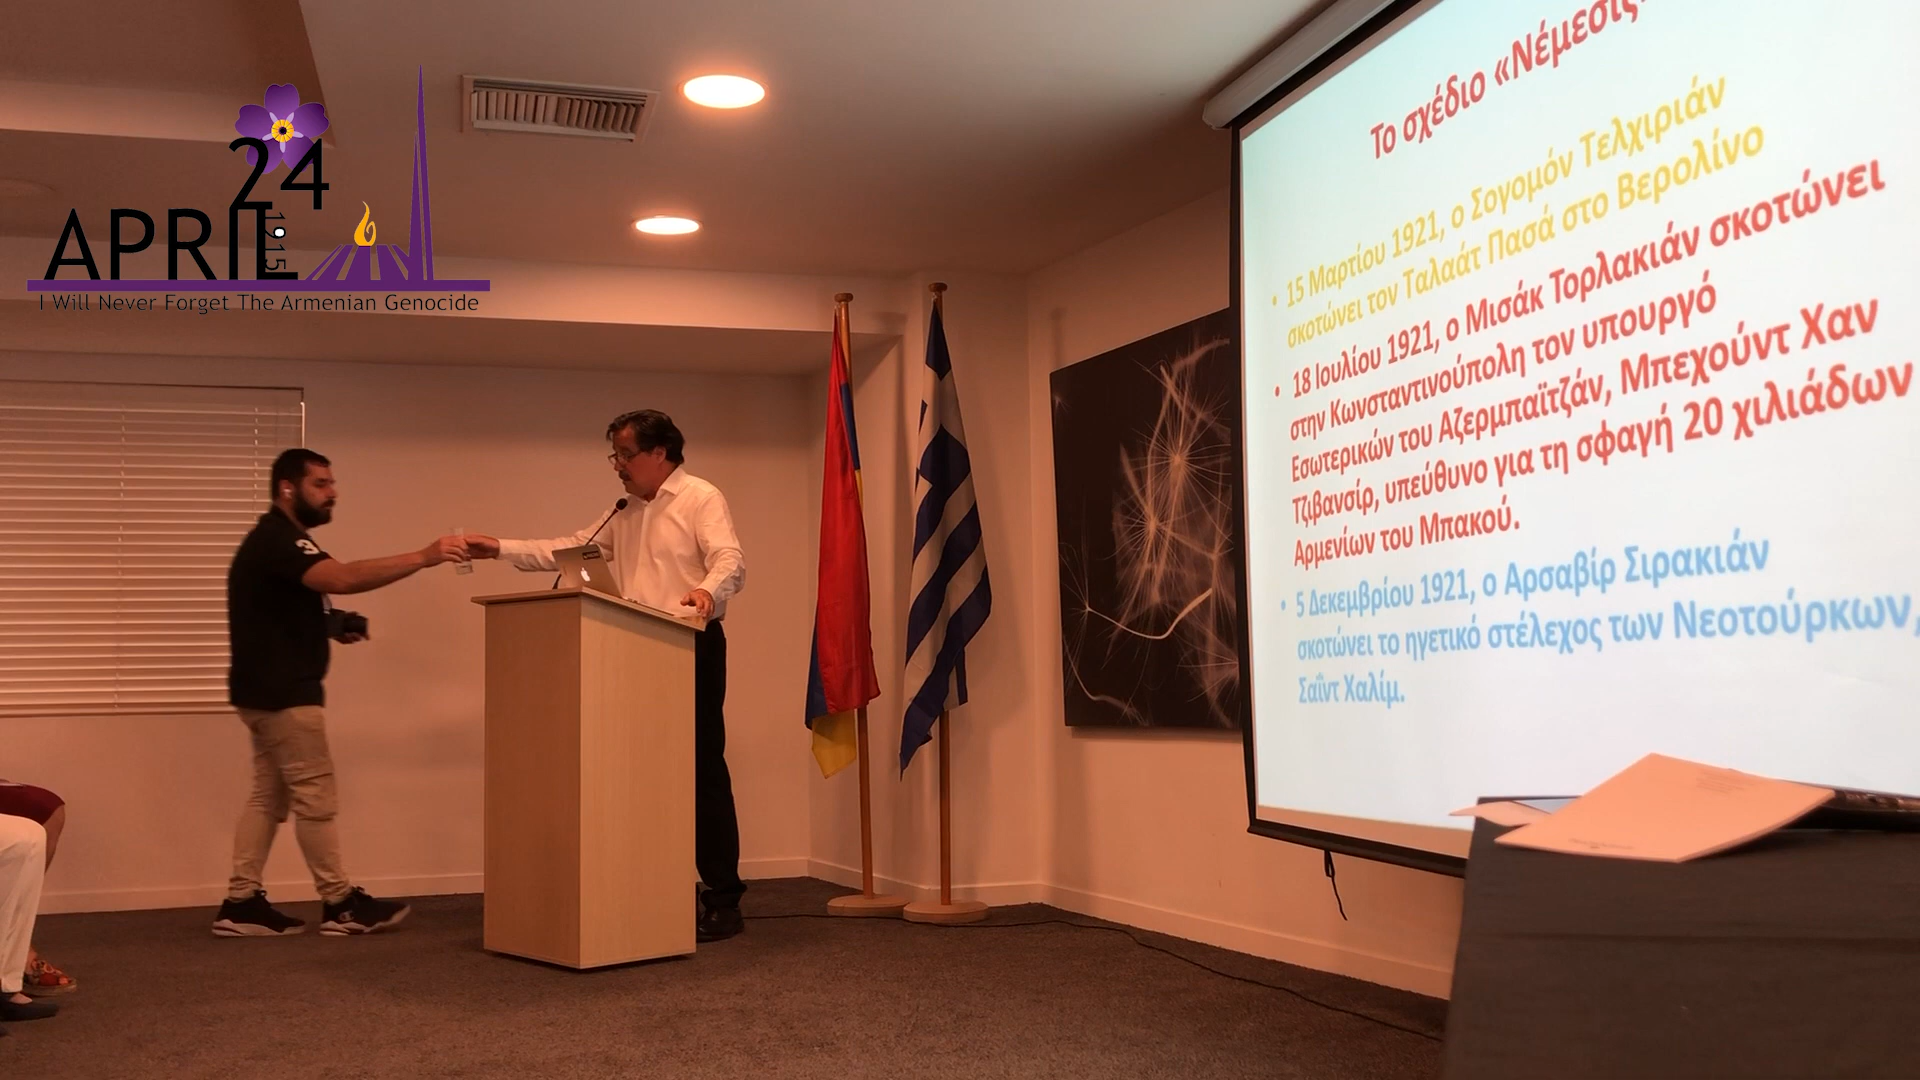 24
APRIL
1915
I Will Never Forget The Armenian Genocide
Το σχέδιο «Νέμεσις
• 15 Μαρτίου 1921, ο Σογομόν Τελχιριάν
σκοτώνει τον Ταλαάτ Πασά στο Βερολίνο
• 18 Ιουλίου 1921, ο Μισάκ Τορλακιάν σκοτώνει
στην Κωνσταντινούπολη τον υπουργό
Εσωτερικών του Αζερμπαϊτζάν, Μπεχούντ Χαν
Τζιβανσίρ, υπεύθυνο για τη σφαγή 20 χιλιάδων
Αρμενίων του Μπακού.
• 5 Δεκεμβρίου 1921, ο Αρσαβίρ Σιρακιάν
σκοτώνει το ηγετικό στέλεχος των Νεοτούρκων,
Σαΐντ Χαλίμ.
3